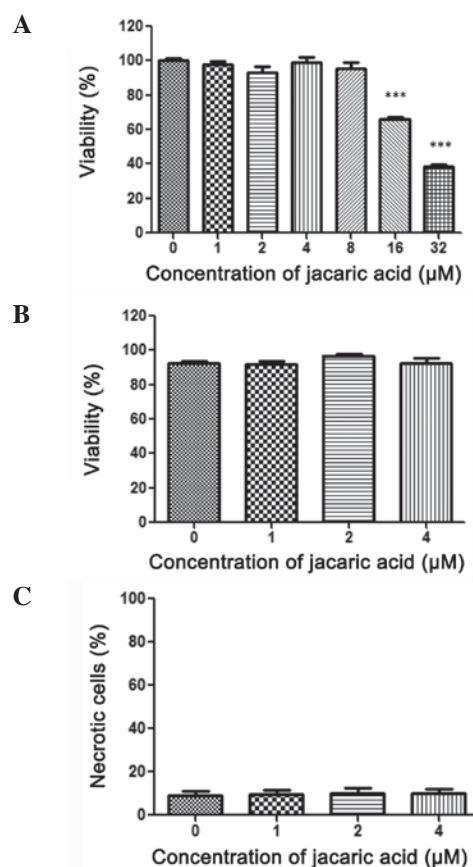 A
120
100
80
60
40
20
0
Viability (%)
***
***
0 1 2 4 8 16 32
Concentration of jacaric acid (µM)
B
120
100
80
60
40
20
0
Viability (%)
0 1 2 4
Concentration of jacaric acid (µM)
C
100
80
60
40
20
0
Necrotic cells (%)
0 1 2 4
Concentration of jacaric acid (µM)